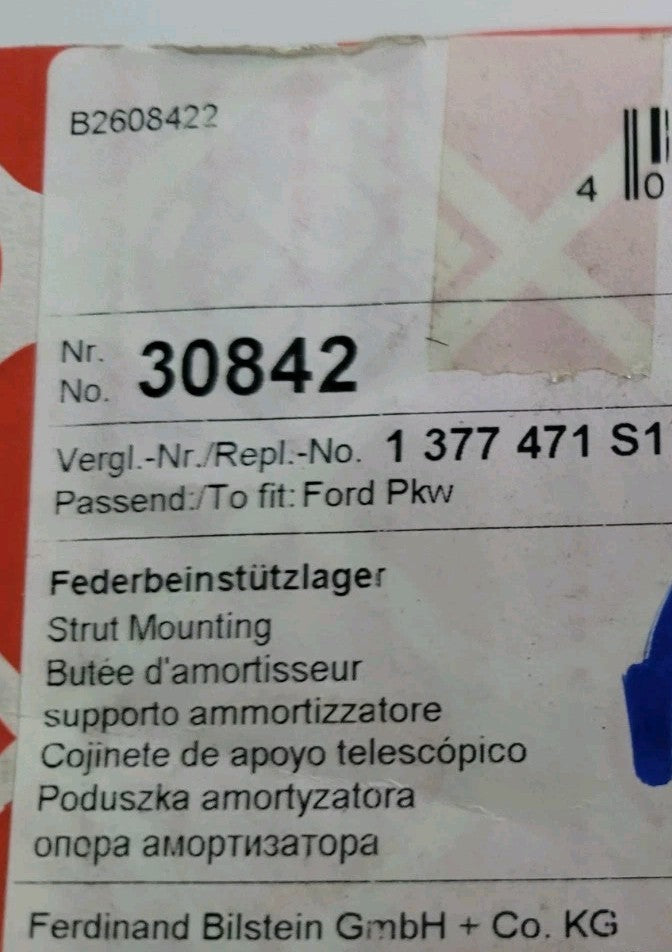 B2608422
4 0
Nr.
No. 30842
Vergl.-Nr./Repl.-No. 1 377 471 S1
Passend:/To fit: Ford Pkw
Federbeinstützlager
Strut Mounting
Butée d'amortisseur
supporto ammortizzatore
Cojinete de apoyo telescópico
Poduszka amortyzatora
опора амортизатора
Ferdinand Bilstein GmbH + Co. KG